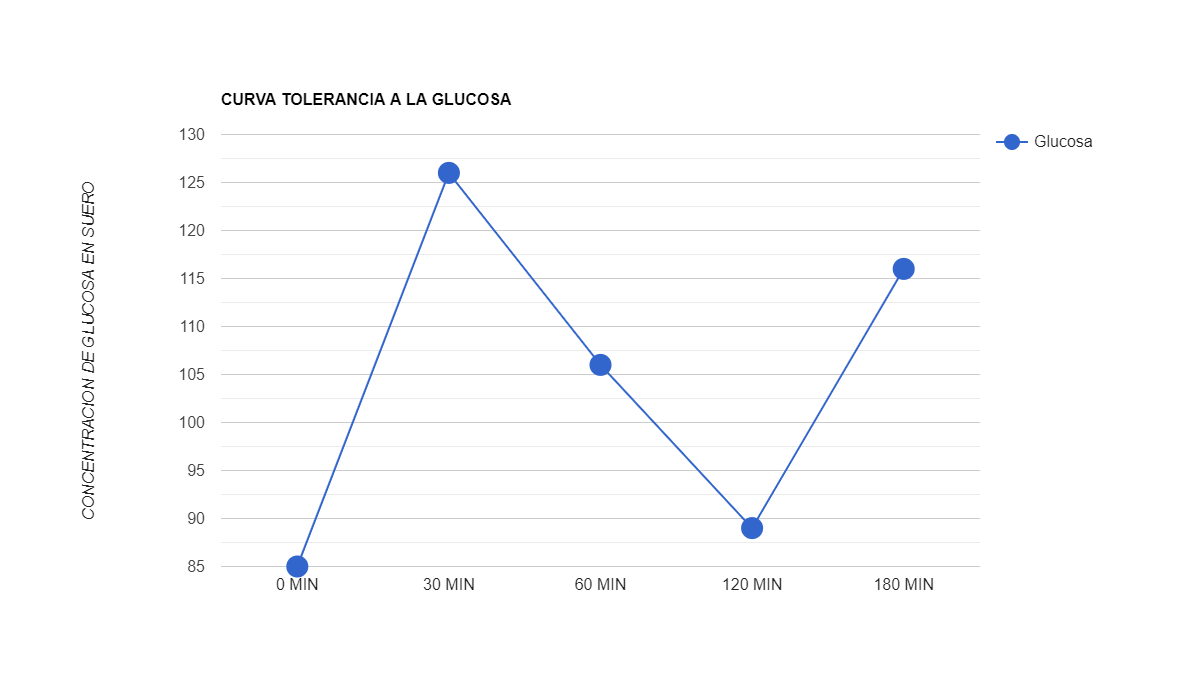 CURVA TOLERANCIA A LA GLUCOSA
Glucosa
CONCENTRACION DE GLUCOSA EN SUERO
130
125
120
115
110
105
100
95
90
85
0 MIN
30 MIN
60 MIN
120 MIN
180 MIN